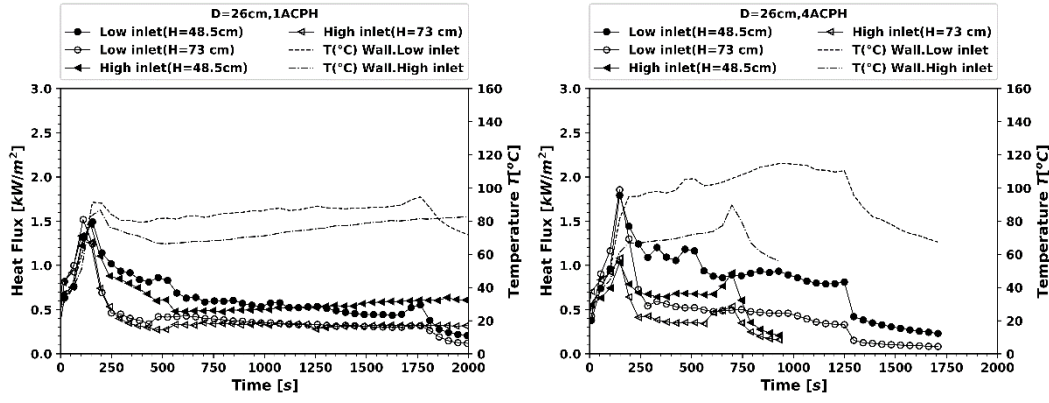 D=26cm,1ACPH
Low inlet(H=48.5cm)
Low inlet(H=73 cm)
High inlet(H=48.5cm)
High inlet(H=73 cm)
T(°C) Wall.Low inlet
T(°C) Wall.High inlet
3.0
2.5
2.0
1.5
1.0
0.5
0.0
Heat Flux [kW/m²]
160
140
120
100
80
60
40
20
0
Temperature T[°C]
0 250 500 750 1000 1250 1500 1750 2000
Time [s]
D=26cm,4ACPH
Low inlet(H=48.5cm)
Low inlet(H=73 cm)
High inlet(H=48.5cm)
High inlet(H=73 cm)
T(°C) Wall.Low inlet
T(°C) Wall.High inlet
3.0
2.5
2.0
1.5
1.0
0.5
0.0
Heat Flux [kW/m²]
160
140
120
100
80
60
40
20
0
Temperature T[°C]
0 250 500 750 1000 1250 1500 1750 2000
Time [s]